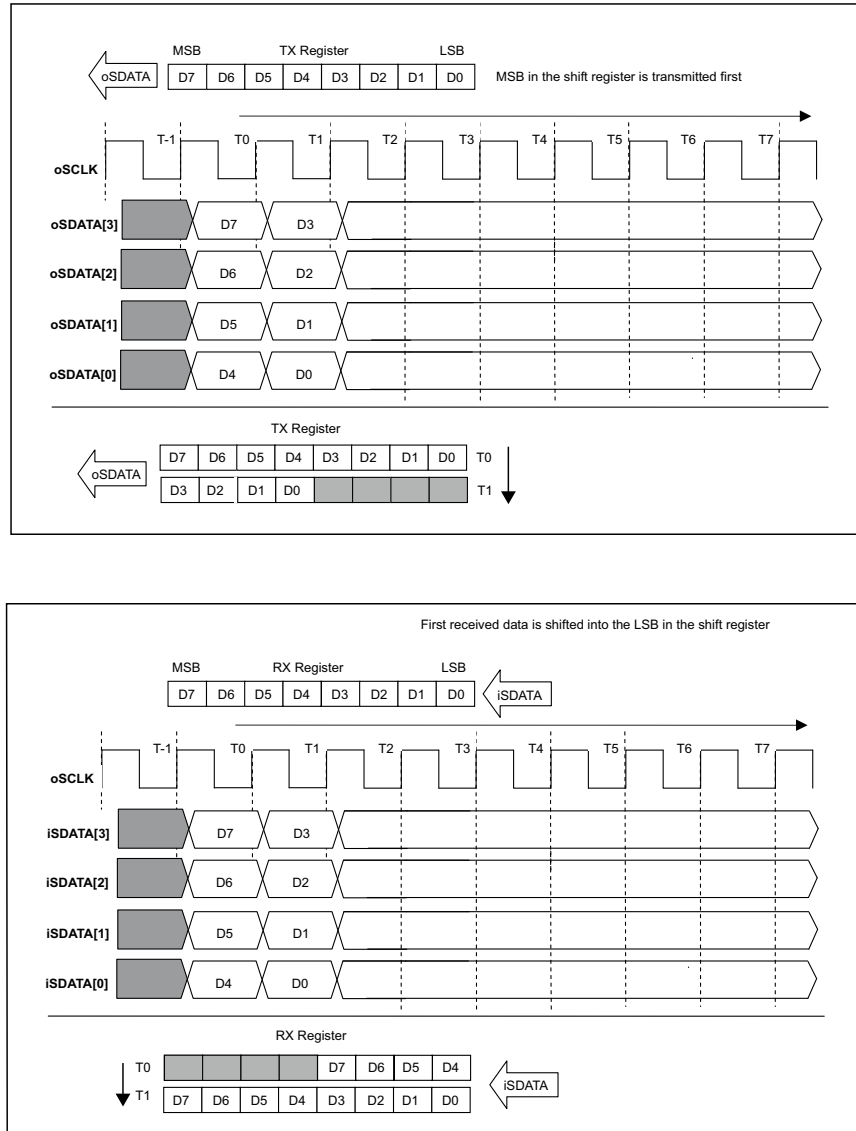 MSB TX Register LSB
oSDATA D7 D6 D5 D4 D3 D2 D1 D0 MSB in the shift register is transmitted first
T-1 T0 T1 T2 T3 T4 T5 T6 T7
oSCLK
oSDATA[3] D7 D3
oSDATA[2] D6 D2
oSDATA[1] D5 D1
oSDATA[0] D4 D0
TX Register
oSDATA D7 D6 D5 D4 D3 D2 D1 D0 T0
D3 D2 D1 D0 T1
First received data is shifted into the LSB in the shift register
MSB RX Register LSB
D7 D6 D5 D4 D3 D2 D1 D0 iSDATA
T-1 T0 T1 T2 T3 T4 T5 T6 T7
oSCLK
iSDATA[3] D7 D3
iSDATA[2] D6 D2
iSDATA[1] D5 D1
iSDATA[0] D4 D0
RX Register
T0 D7 D6 D5 D4 iSDATA
T1 D7 D6 D5 D4 D3 D2 D1 D0